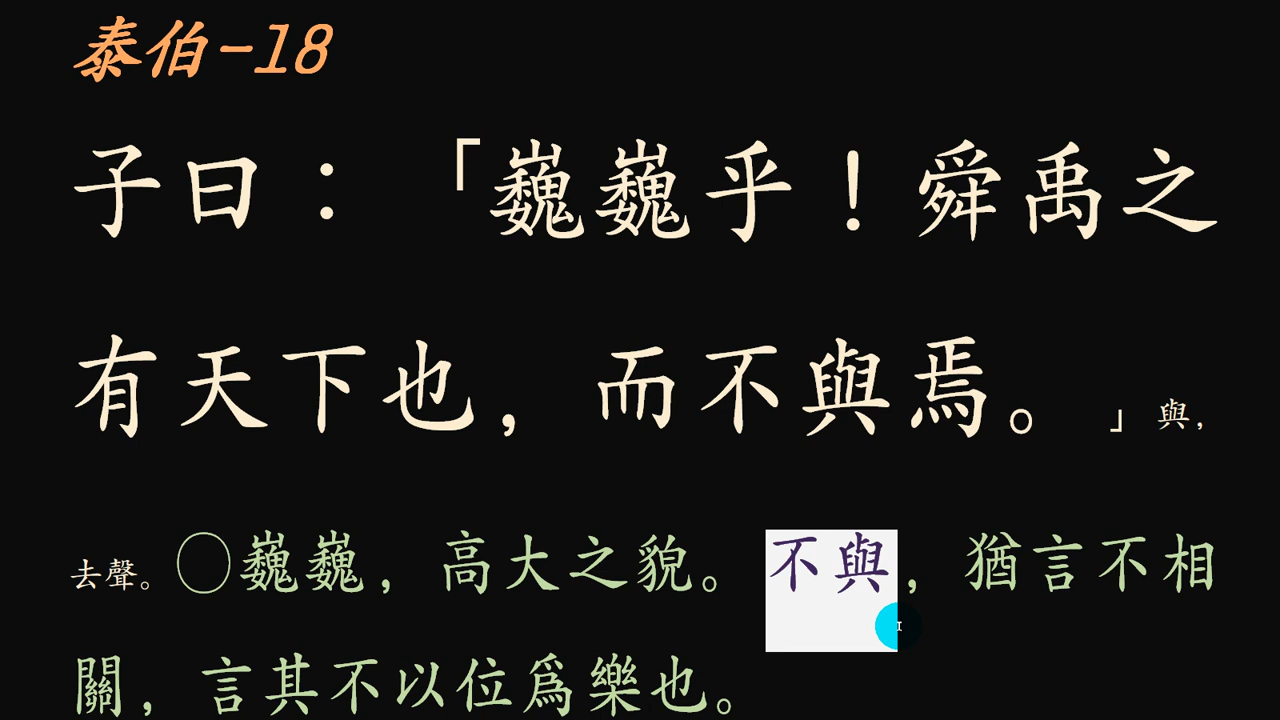 泰伯-18
子曰：「巍巍乎！舜禹之
有天下也，而不與焉。」與，
去聲。◯巍巍，高大之貌。不與，猶言不相
關，言其不以位爲樂也。